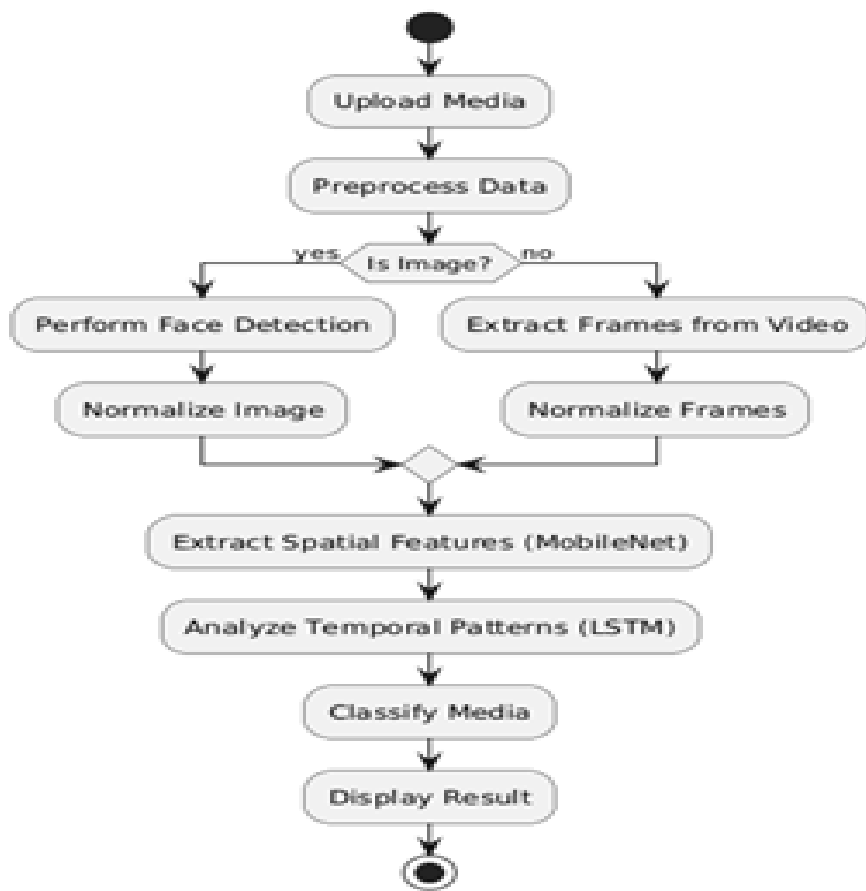 Upload Media
Preprocess Data
yes
Is Image?
no
Perform Face Detection
Extract Frames from Video
Normalize Image
Normalize Frames
Extract Spatial Features (MobileNet)
Analyze Temporal Patterns (LSTM)
Classify Media
Display Result